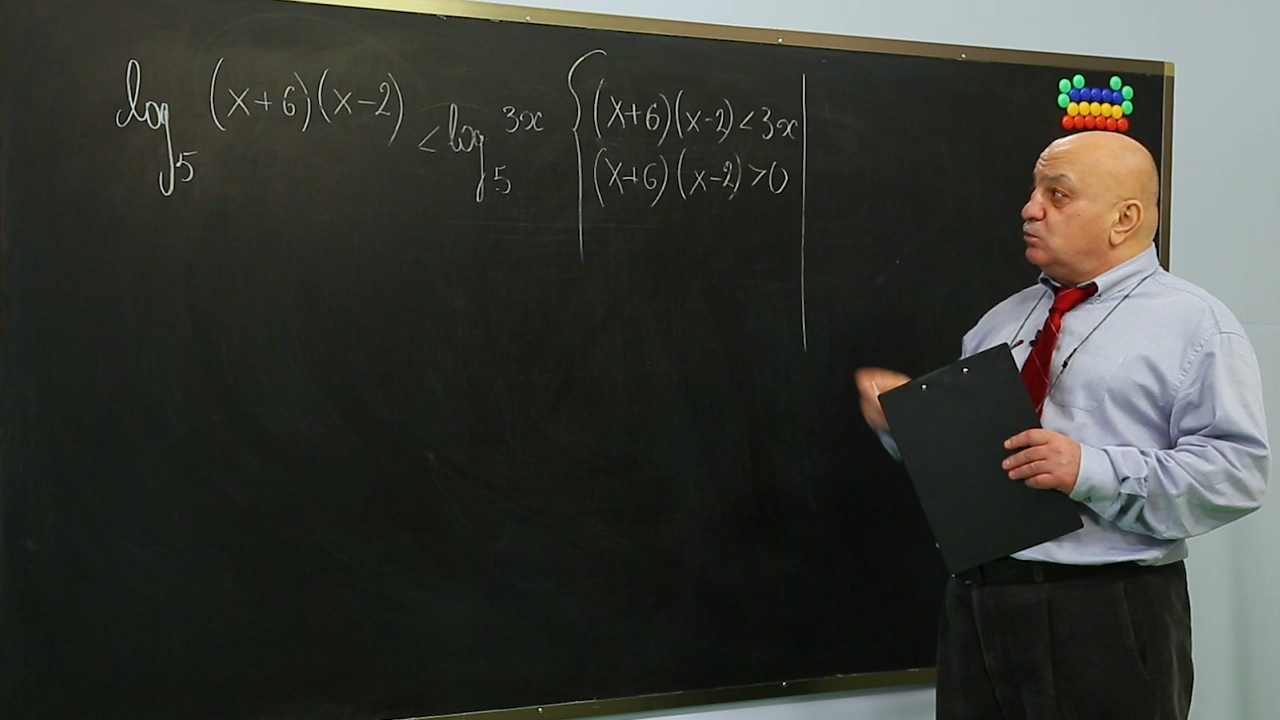 log₅ (x+6)(x-2) < log₅ 3x
(x+6)(x-2)<3x
(x+6)(x-2)>0